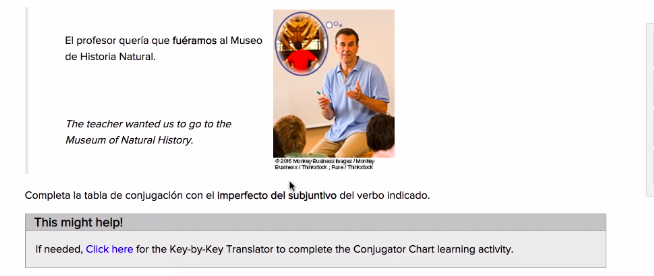 El profesor quería que fuéramos al Museo
de Historia Natural.
The teacher wanted us to go to the
Museum of Natural History.
© 2016 Monkey Business Images / Monkey
Business / Thinkstock ; Fuse / Thinkstock
Completa la tabla de conjugación con el imperfecto del subjuntivo del verbo indicado.
This might help!
If needed, Click here for the Key-by-Key Translator to complete the Conjugator Chart learning activity.